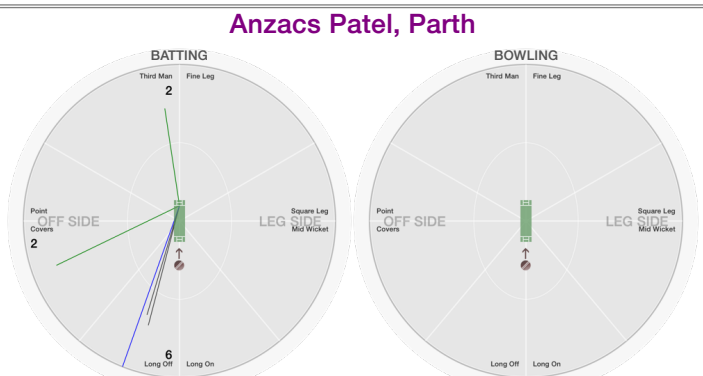 Anzacs Patel, Parth
BATTING
Third Man Fine Leg
2
Point
OFF SIDE
Covers
2
Square Leg
LEG SIDE
Mid Wicket
6
Long Off Long On
BOWLING
Third Man Fine Leg
Point
OFF SIDE
Covers
Square Leg
LEG SIDE
Mid Wicket
Long Off Long On